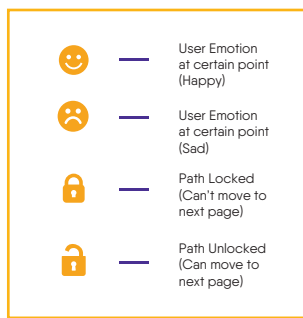 User Emotion
at certain point
(Happy)
User Emotion
at certain point
(Sad)
Path Locked
(Can't move to
next page)
Path Unlocked
(Can move to
next page)